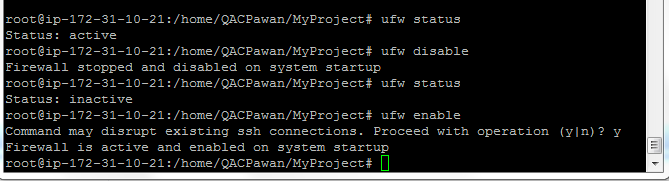 root@ip-172-31-10-21:/home/QACPawan/MyProject# ufw status
Status: active
root@ip-172-31-10-21:/home/QACPawan/MyProject# ufw disable
Firewall stopped and disabled on system startup
root@ip-172-31-10-21:/home/QACPawan/MyProject# ufw status
Status: inactive
root@ip-172-31-10-21:/home/QACPawan/MyProject# ufw enable
Command may disrupt existing ssh connections. Proceed with operation (y|n)? y
Firewall is active and enabled on system startup
root@ip-172-31-10-21:/home/QACPawan/MyProject#